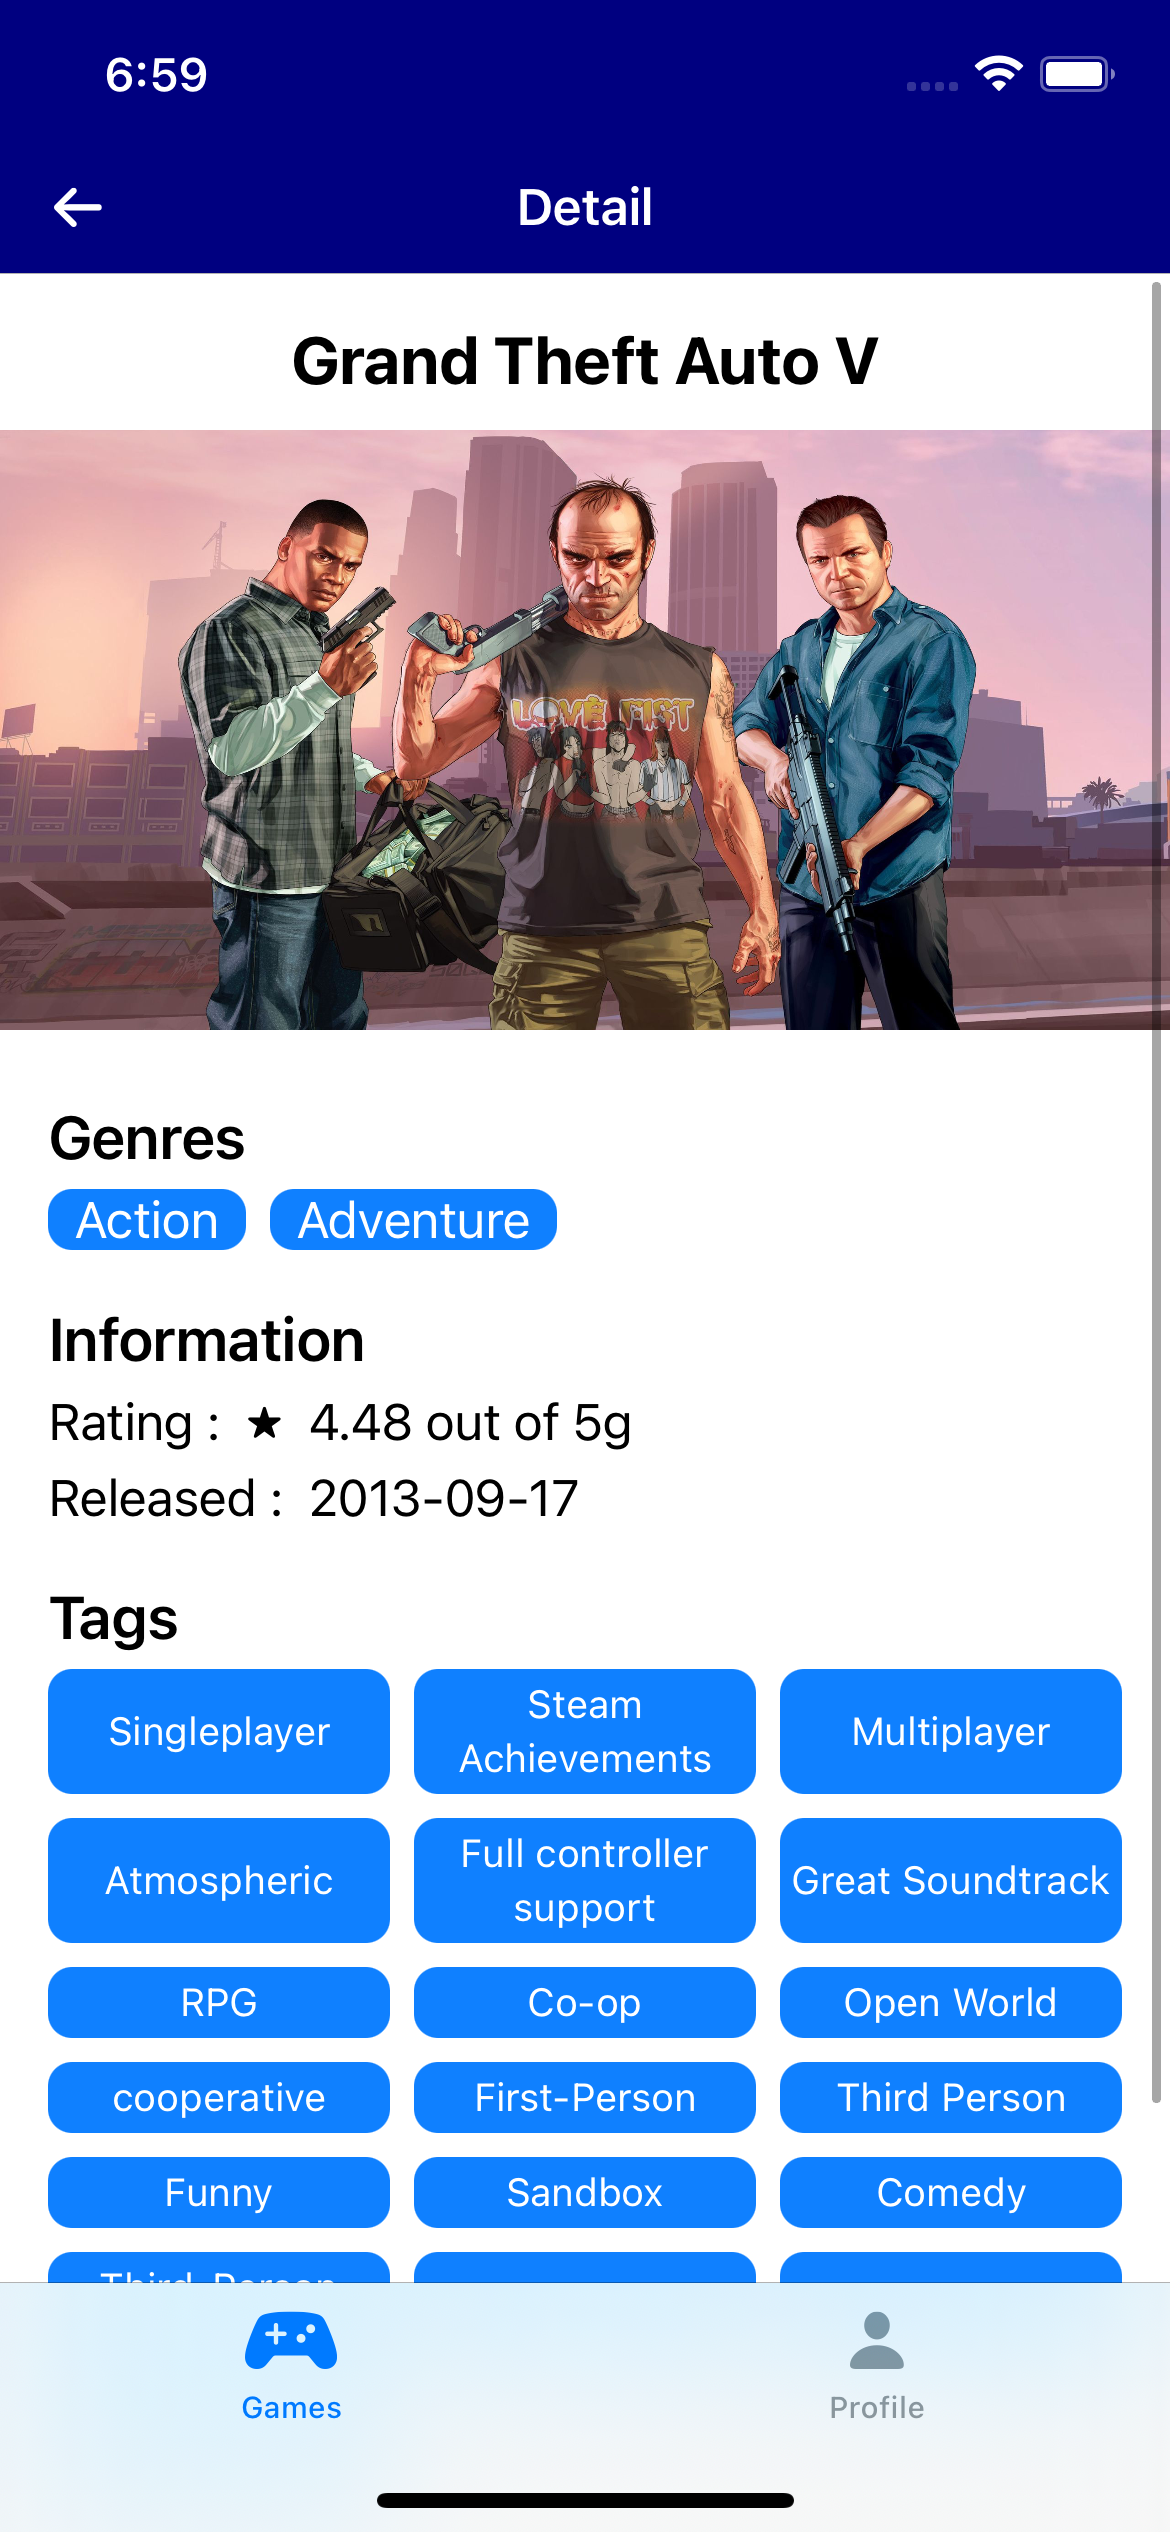 6:59
Detail
Grand Theft Auto V
LOVE FIST
Genres
Action Adventure
Information
Rating : ★ 4.48 out of 5g
Released : 2013-09-17
Tags
Singleplayer
Steam
Achievements
Multiplayer
Atmospheric
Full controller
support
Great Soundtrack
RPG Co-op Open World
cooperative First-Person Third Person
Funny Sandbox Comedy
Third-Person
Games Profile